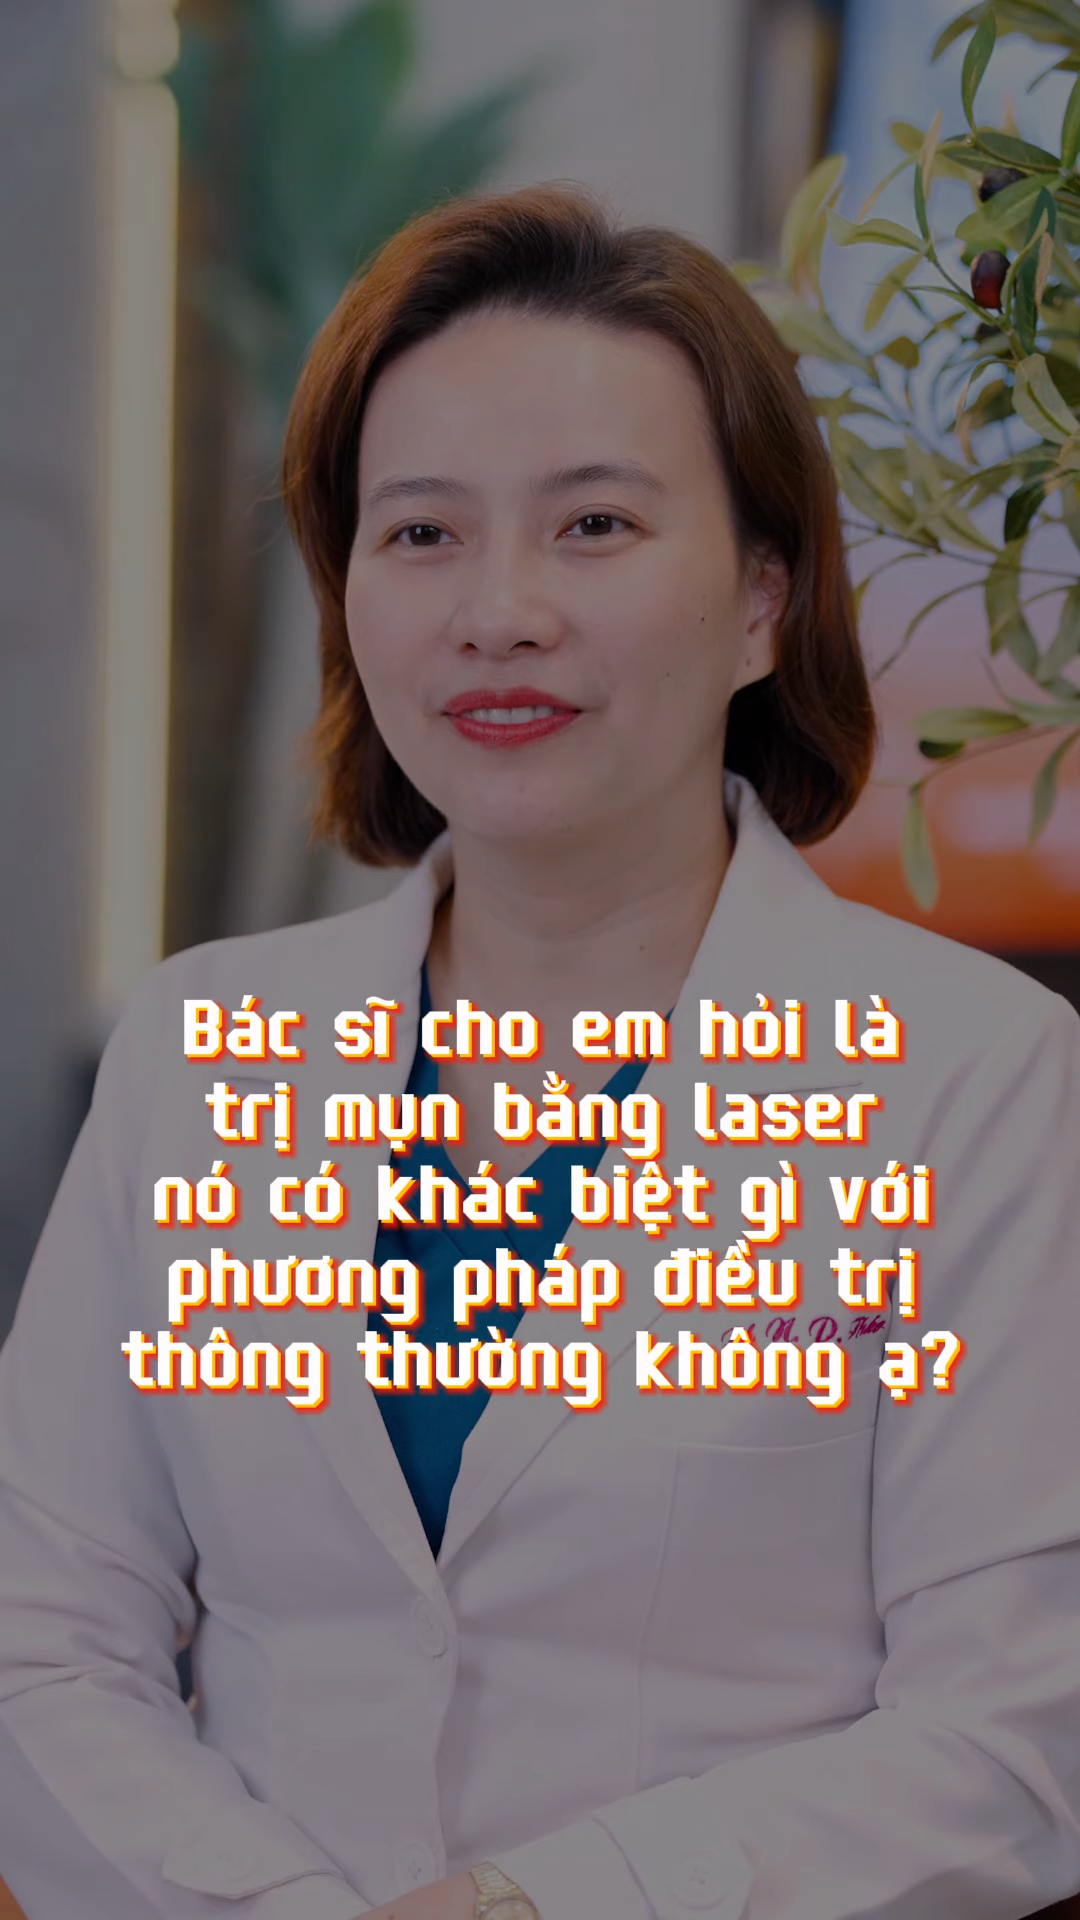 Bác sĩ cho em hỏi là
trị mụn bằng laser
nó có khác biệt gì với
phương pháp điều trị
thông thường không ạ?
N. D. Thảo